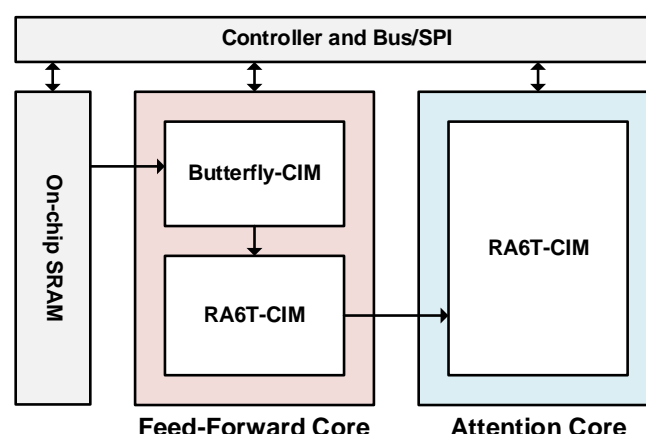 Controller and Bus/SPI
On-chip SRAM
Butterfly-CIM
RA6T-CIM
RA6T-CIM
Feed-Forward Core
Attention Core